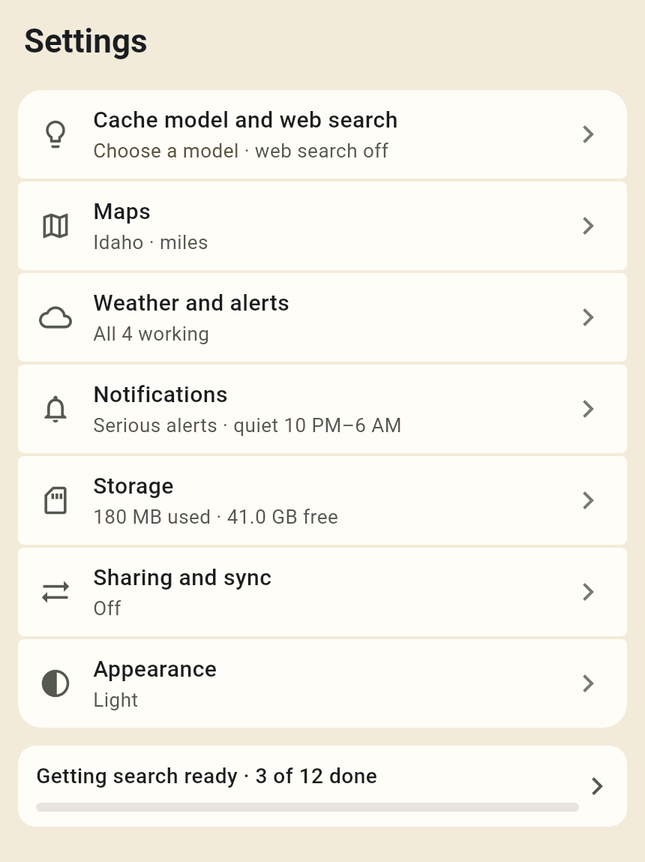 Settings
Cache model and web search
Choose a model · web search off
Maps
Idaho · miles
Weather and alerts
All 4 working
Notifications
Serious alerts · quiet 10 PM–6 AM
Storage
180 MB used · 41.0 GB free
Sharing and sync
Off
Appearance
Light
Getting search ready · 3 of 12 done